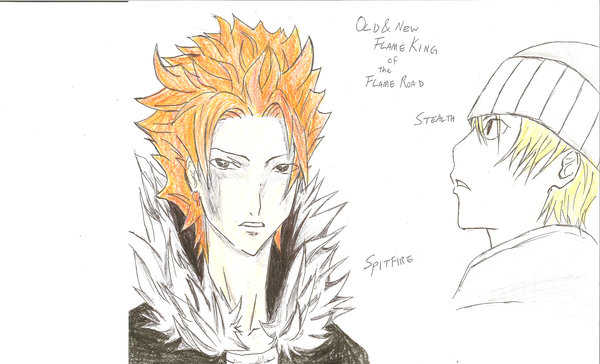 OLD & NEW
FLAME KING
of
the
FLAME ROAD
STEALTH
SPITFIRE